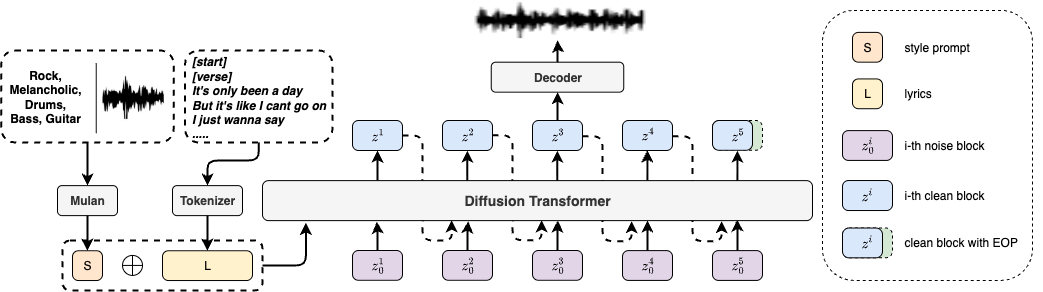 Rock,
Melancholic,
Drums,
Bass, Guitar
[start]
[verse]
It's only been a day
But it's like I cant go on
I just wanna say
.....
Mulan
Tokenizer
S
⊕
L
Decoder
z^1
z^2
z^3
z^4
z^5
Diffusion Transformer
z_0^1
z_0^2
z_0^3
z_0^4
z_0^5
S style prompt
L lyrics
z_0^i i-th noise block
z^i i-th clean block
z^i clean block with EOP